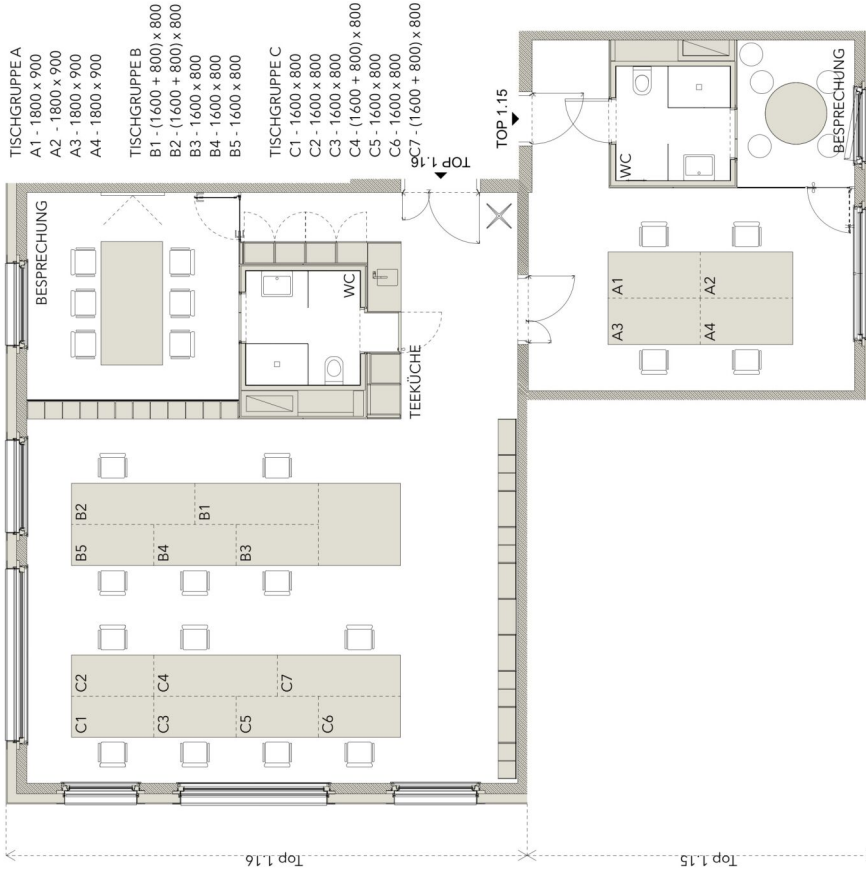 TISCHGRUPPE A
A1 - 1800 x 900
A2 - 1800 x 900
A3 - 1800 x 900
A4 - 1800 x 900
TISCHGRUPPE B
B1 - (1600 + 800) x 800
B2 - (1600 + 800) x 800
B3 - 1600 x 800
B4 - 1600 x 800
B5 - 1600 x 800
TISCHGRUPPE C
C1 - 1600 x 800
C2 - 1600 x 800
C3 - 1600 x 800
C4 - (1600 + 800) x 800
C5 - 1600 x 800
C6 - 1600 x 800
C7 - (1600 + 800) x 800
TOP 1.16
TOP 1.15
BESPRECHUNG
WC
TEEKÜCHE
B2
B1
B5
B4
B3
C2
C4
C7
C1
C3
C5
C6
WC
BESPRECHUNG
A1
A2
A3
A4
Top 1.16
Top 1.15